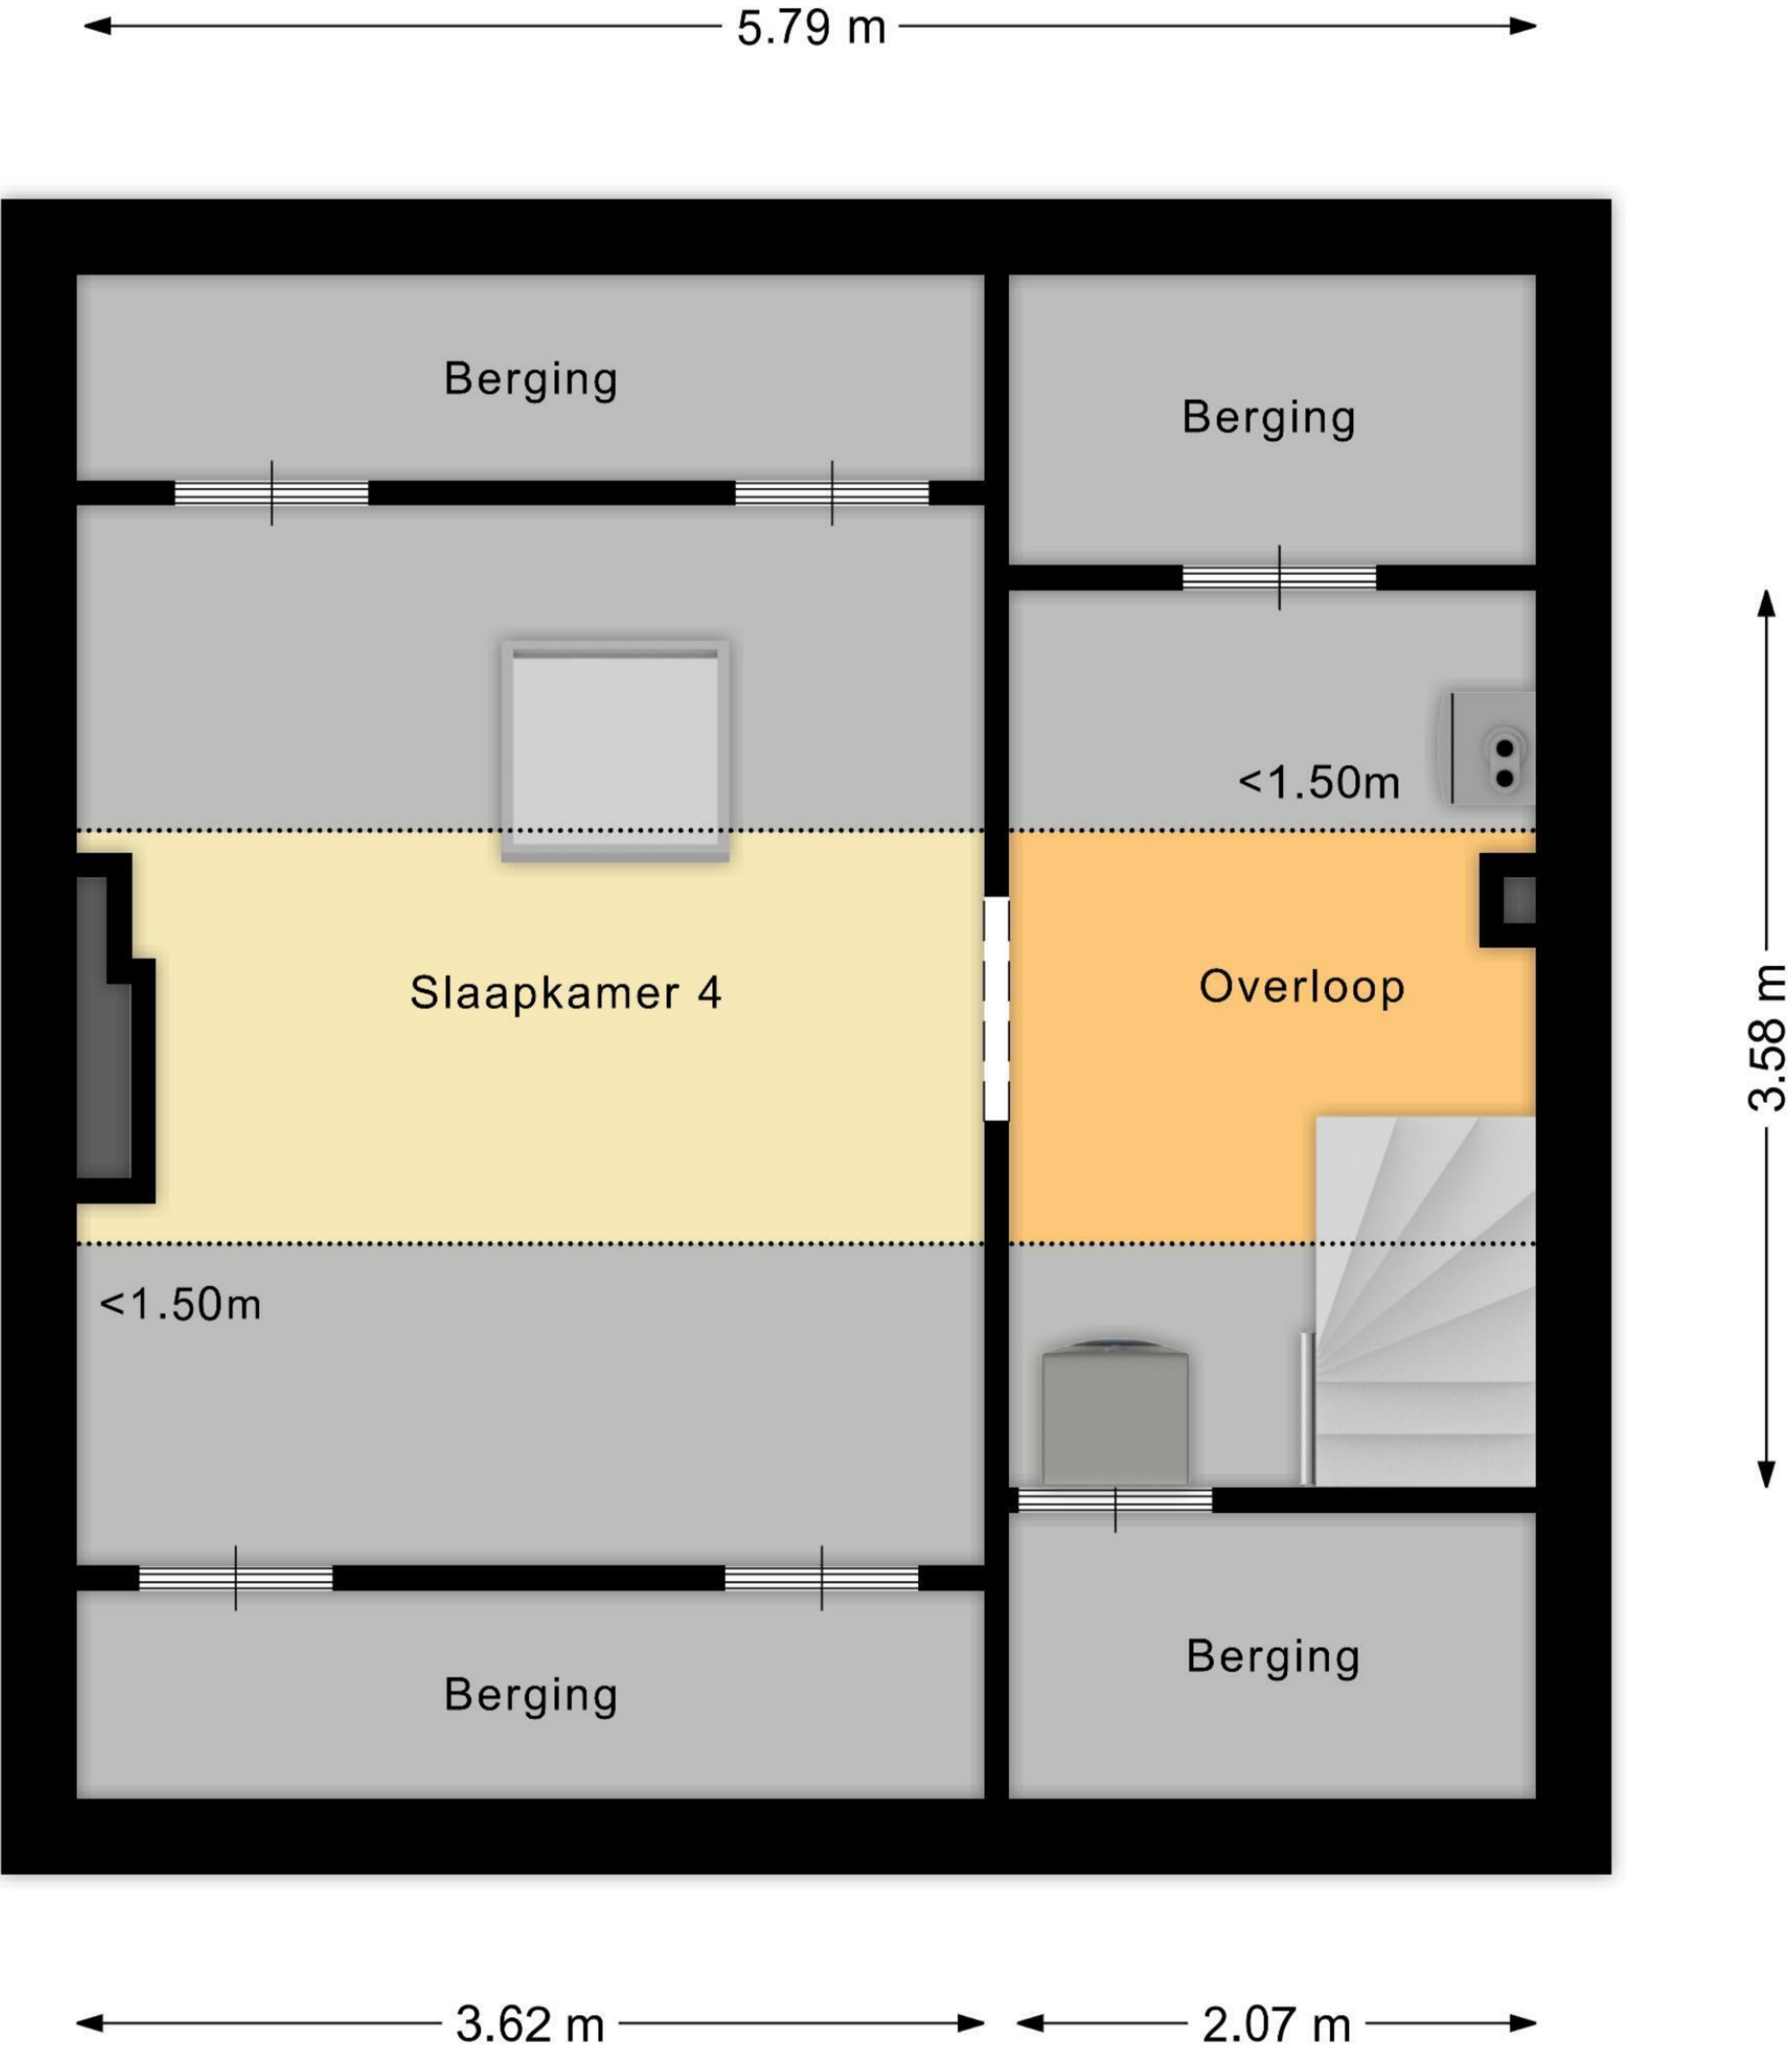 5.79 m
Berging
Berging
<1.50m
Slaapkamer 4
Overloop
3.58 m
<1.50m
Berging
Berging
3.62 m
2.07 m